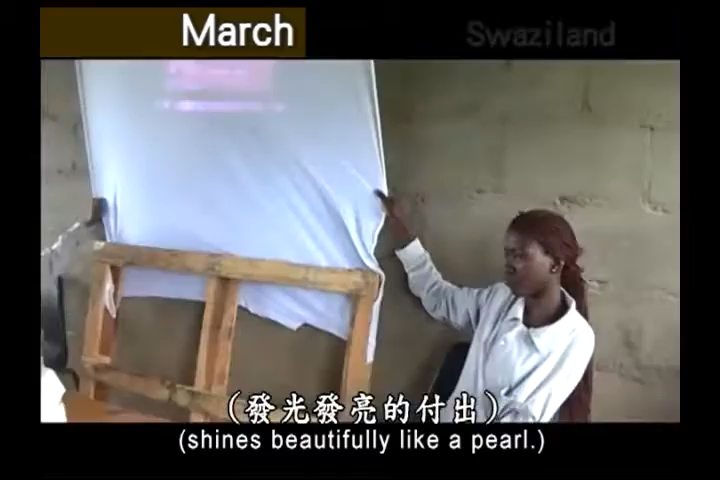 March
Swaziland
（發光發亮的付出）
(shines beautifully like a pearl.)